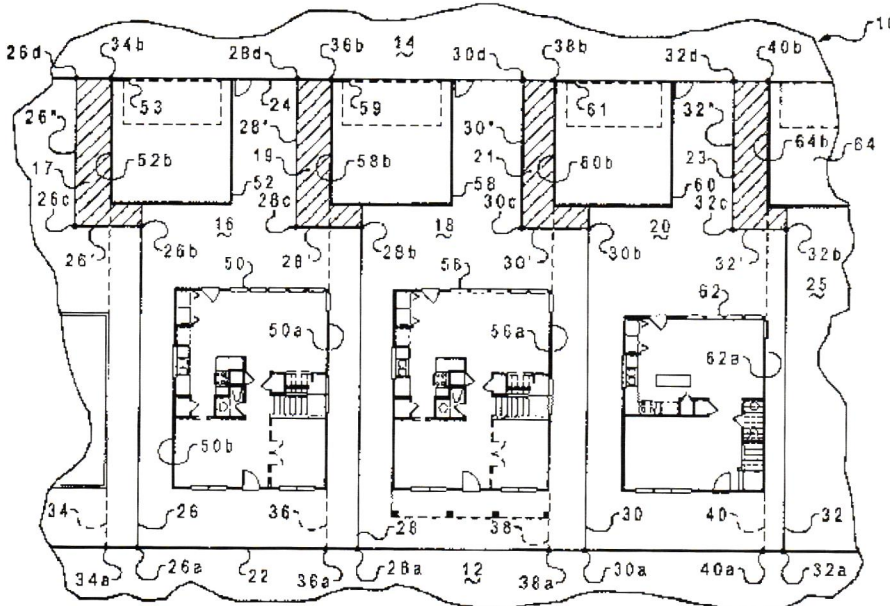 10
34b 36b 14 38b 40b
26d 28d 30d 32d
53 24 59 61
26" 28" 30" 32"
17 52b 19 58b 21 60b 23 64b 64
52 58 60
26c 16 28c 18 30c 20 32c
26' 26b 28' 28b 30' 30b 32' 32b
50 56 62 25
50a 56a 62a
50b
34 26 36 28 38 30 40 32
34a 26a 22 36a 28a 12 38a 30a 40a 32a